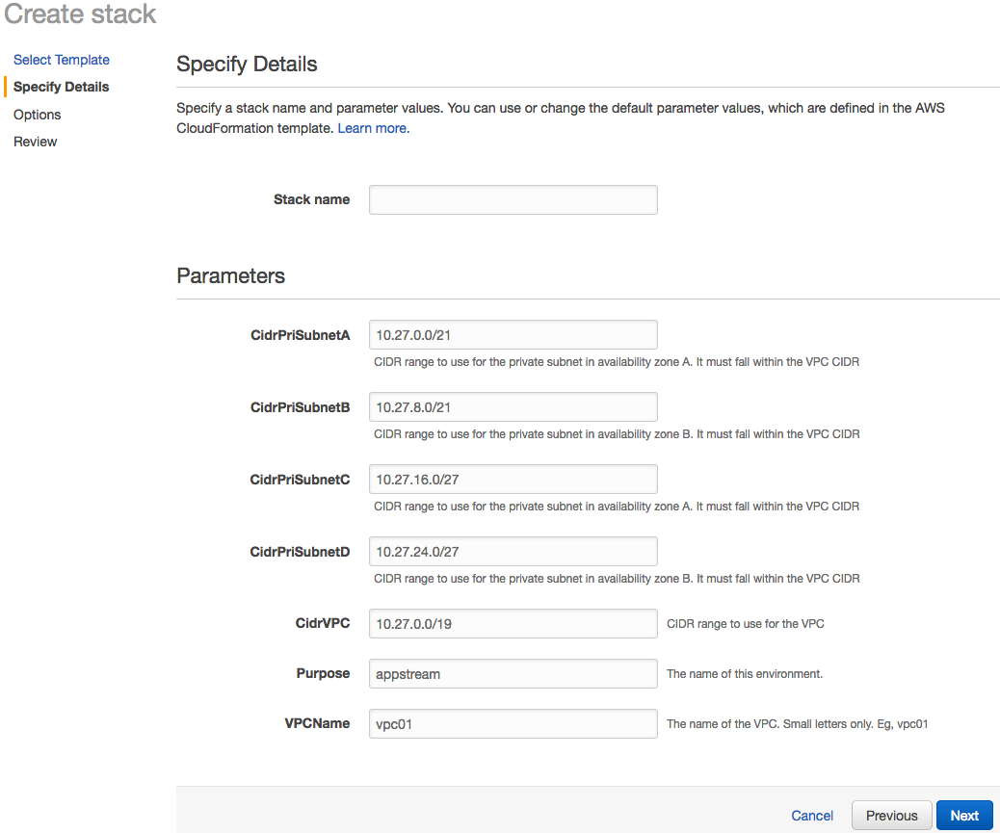 Create stack
Select Template
Specify Details
Options
Review
Specify Details
Specify a stack name and parameter values. You can use or change the default parameter values, which are defined in the AWS
CloudFormation template. Learn more.
Stack name
Parameters
CidrPriSubnetA 10.27.0.0/21
CIDR range to use for the private subnet in availability zone A. It must fall within the VPC CIDR
CidrPriSubnetB 10.27.8.0/21
CIDR range to use for the private subnet in availability zone B. It must fall within the VPC CIDR
CidrPriSubnetC 10.27.16.0/27
CIDR range to use for the private subnet in availability zone A. It must fall within the VPC CIDR
CidrPriSubnetD 10.27.24.0/27
CIDR range to use for the private subnet in availability zone B. It must fall within the VPC CIDR
CidrVPC 10.27.0.0/19 CIDR range to use for the VPC
Purpose appstream The name of this environment.
VPCName vpc01 The name of the VPC. Small letters only. Eg, vpc01
Cancel Previous Next